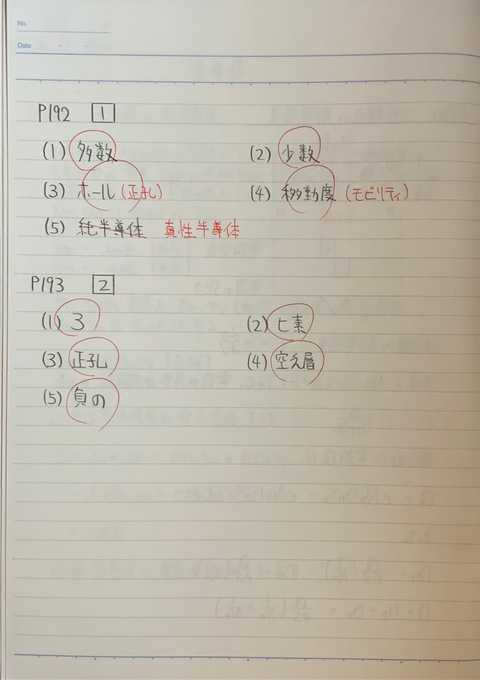 No.
Date
P192 1
(1) 多数 (2) 少数
(3) ホール (正孔) (4) 移動度 (モビリティ)
(5) 純半導体 真性半導体
P193 2
(1) 3 (2) ヒ素
(3) 正孔 (4) 空乏層
(5) 負の